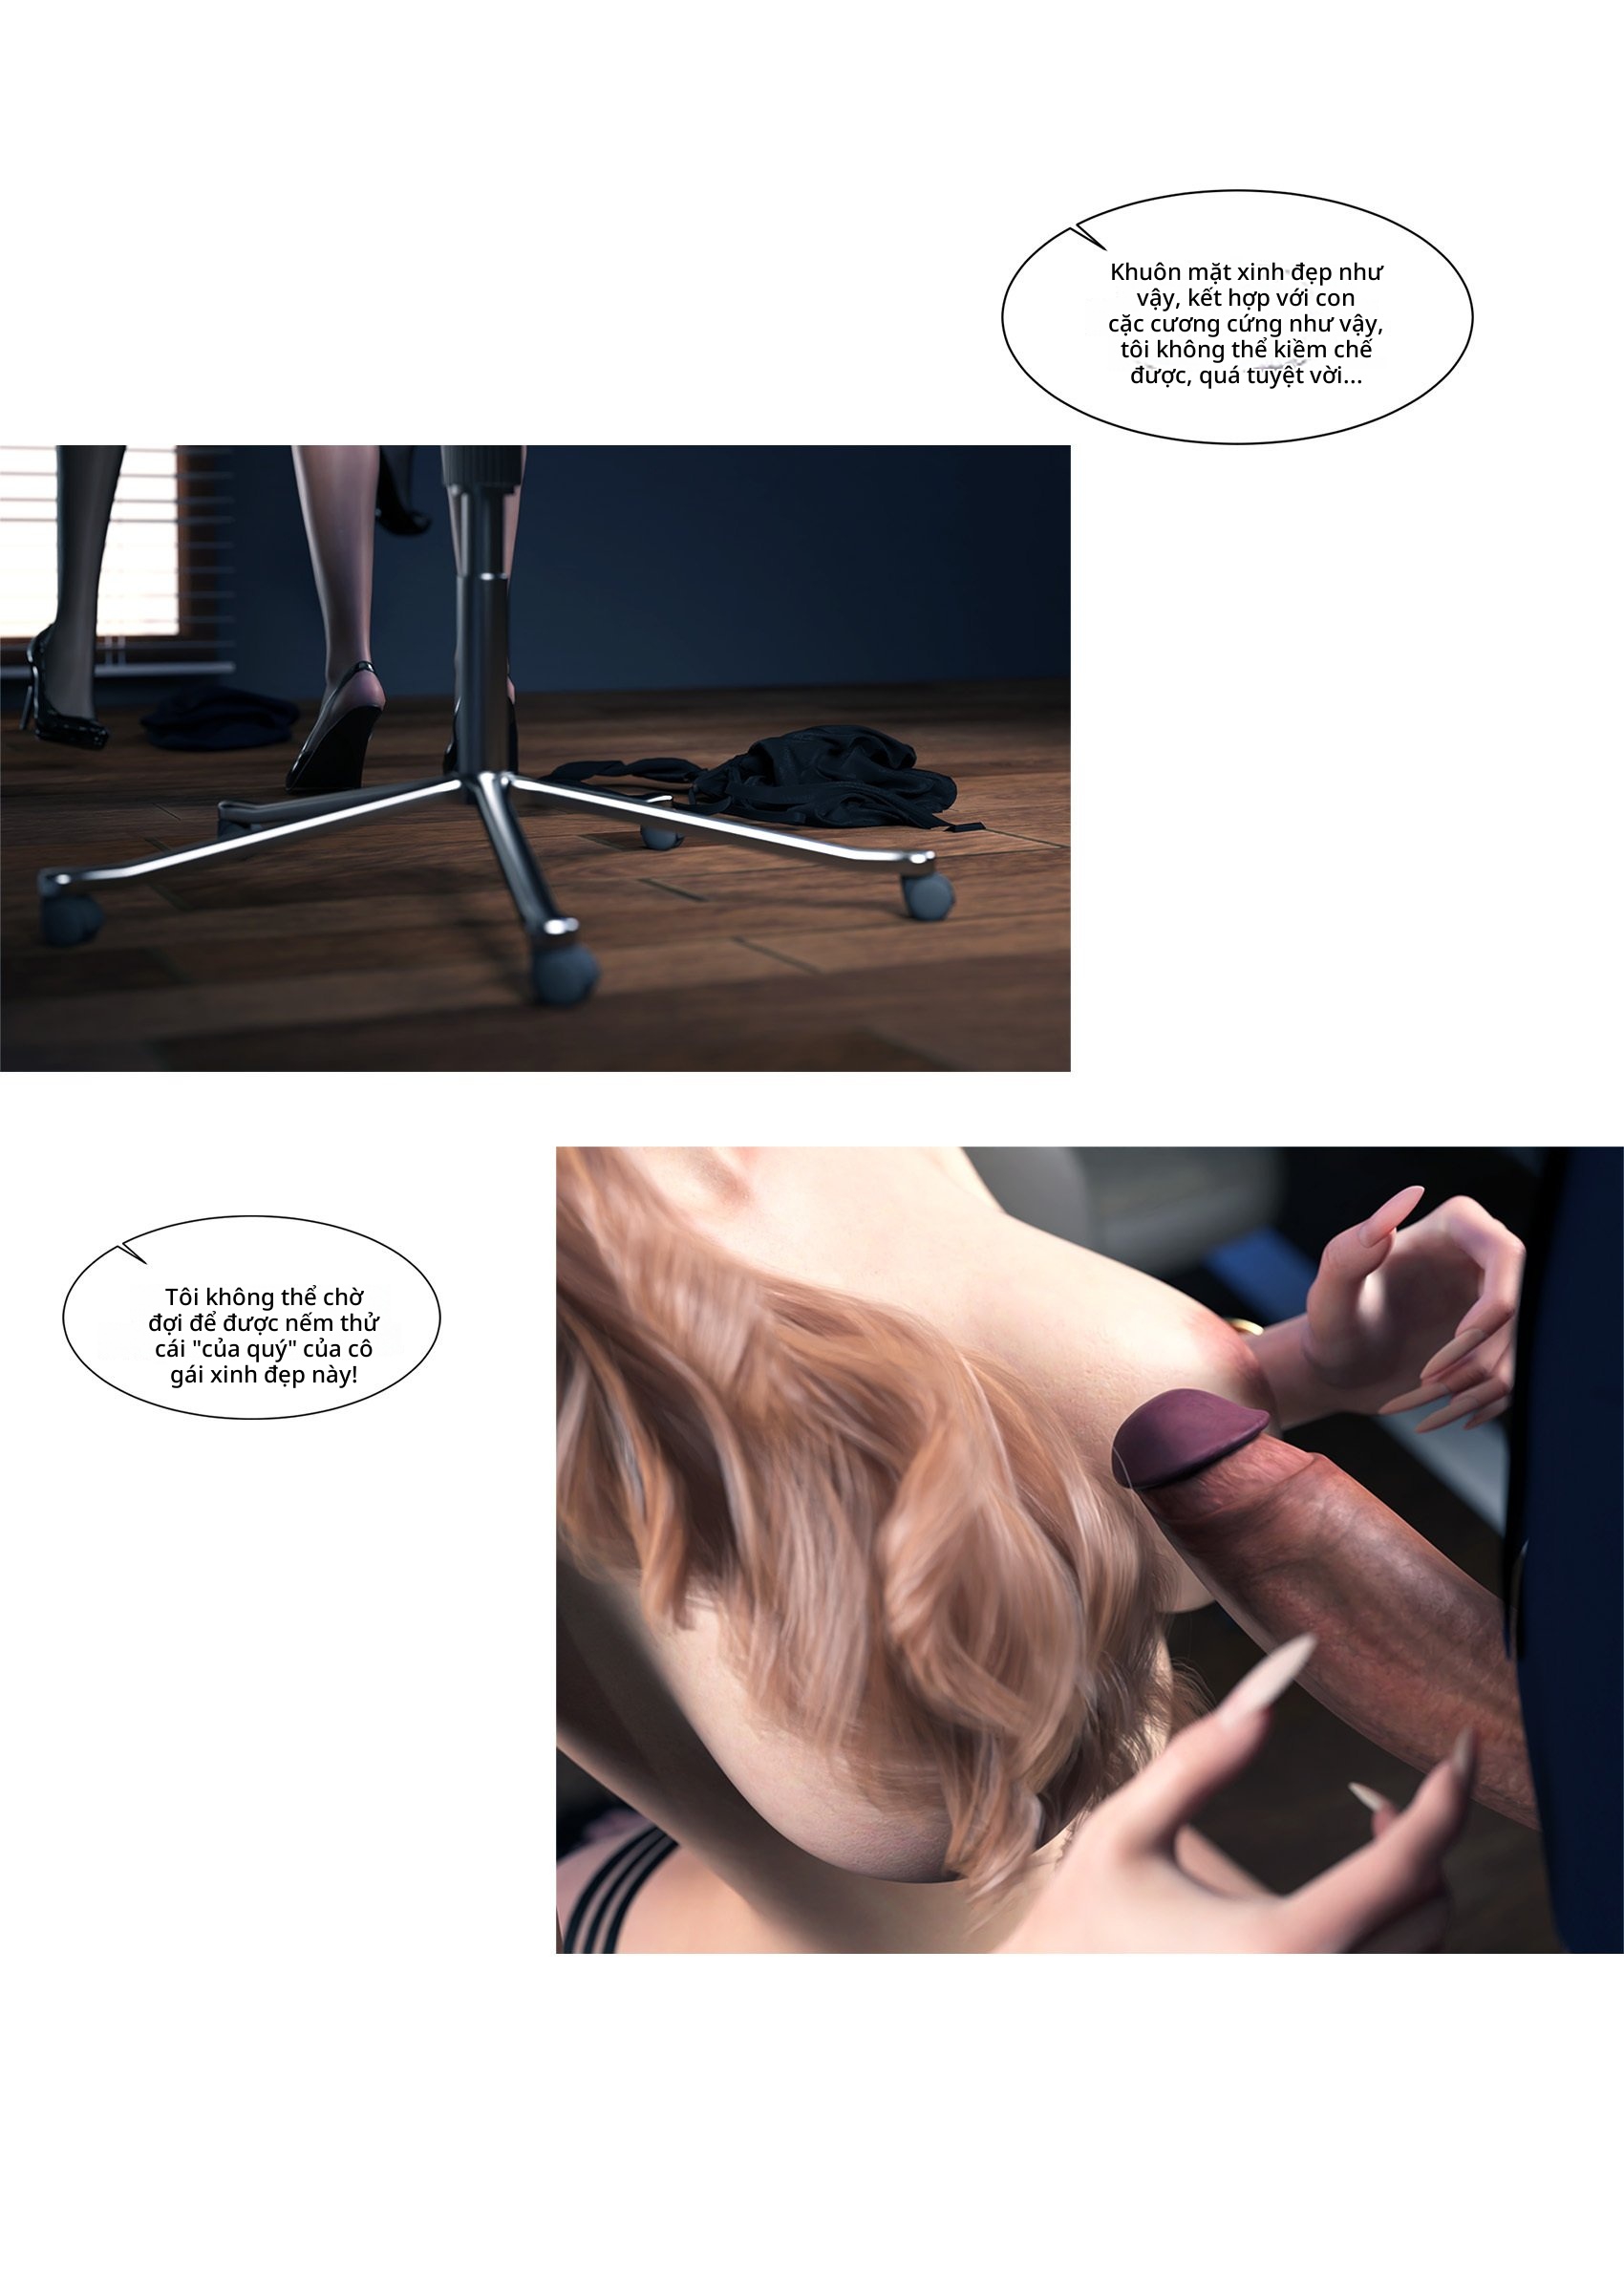 Khuôn mặt xinh đẹp như
vậy, kết hợp với con
cặc cương cứng như vậy,
tôi không thể kiềm chế
được, quá tuyệt vời...
Tôi không thể chờ
đợi để được nếm thử
cái "của quý" của cô
gái xinh đẹp này!